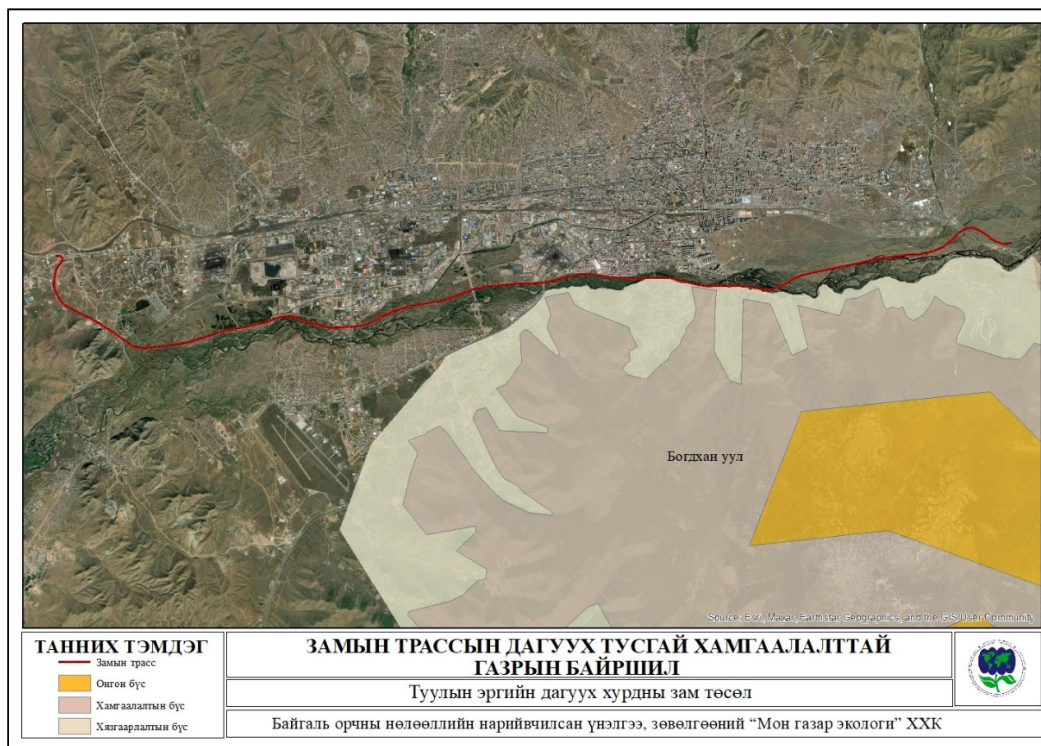 Богдхан уул
Source: Esri, Maxar, Earthstar Geographics, and the GIS User Community
ТАННИХ ТЭМДЭГ
Замын трасс
Онгон бүс
Хамгаалалтын бүс
Хязгаарлалтын бүс
ЗАМЫН ТРАССЫН ДАГУУХ ТУСГАЙ ХАМГААЛАЛТТАЙ
ГАЗРЫН БАЙРШИЛ
Туулын эргийн дагуух хурдны зам төсөл
Байгаль орчны нөлөөллийн нарийвчилсан үнэлгээ, зөвөлгөөний “Мон газар экологи” ХХК